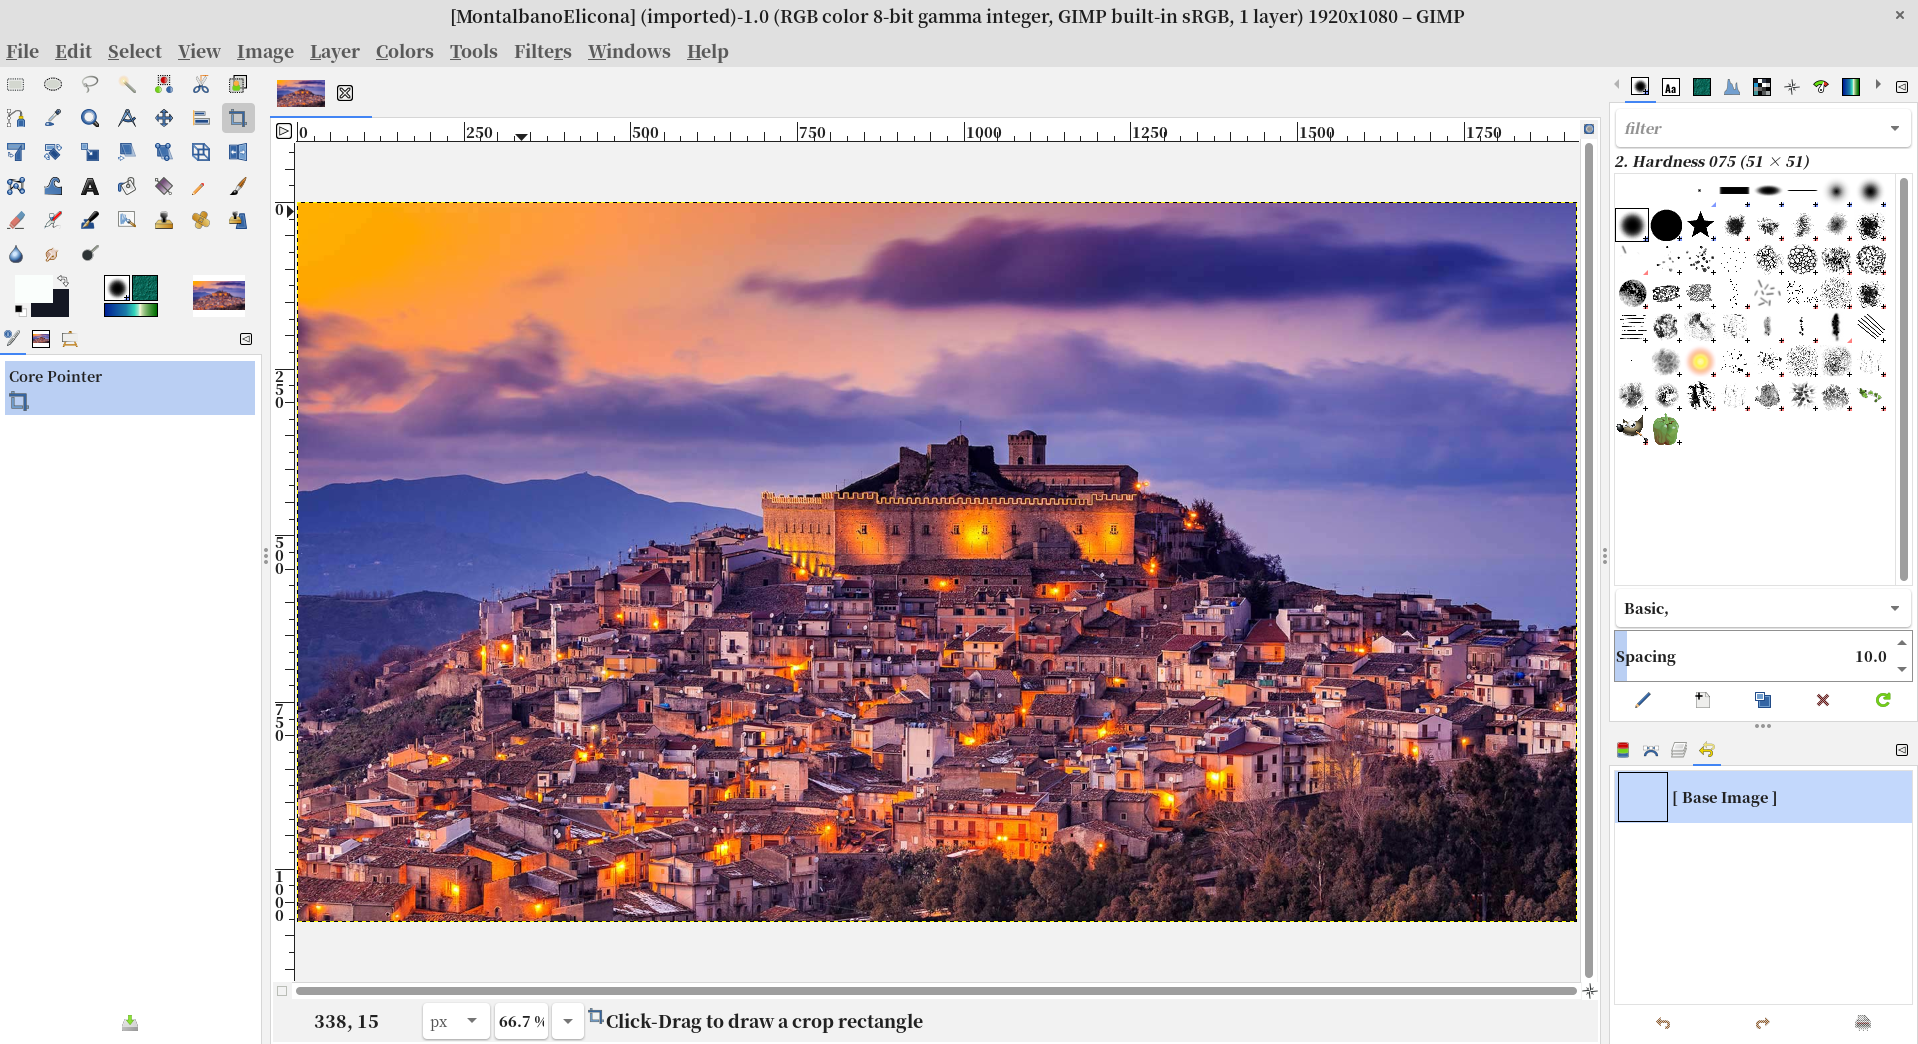 [MontalbanoElicona] (imported)-1.0 (RGB color 8-bit gamma integer, GIMP built-in sRGB, 1 layer) 1920x1080 – GIMP
File Edit Select View Image Layer Colors Tools Filters Windows Help
0 250 500 750 1000 1250 1500 1750
0
250
500
750
1000
Core Pointer
Aa
filter
2. Hardness 075 (51 × 51)
Basic,
Spacing 10.0
[ Base Image ]
338, 15 px 66.7 % Click-Drag to draw a crop rectangle